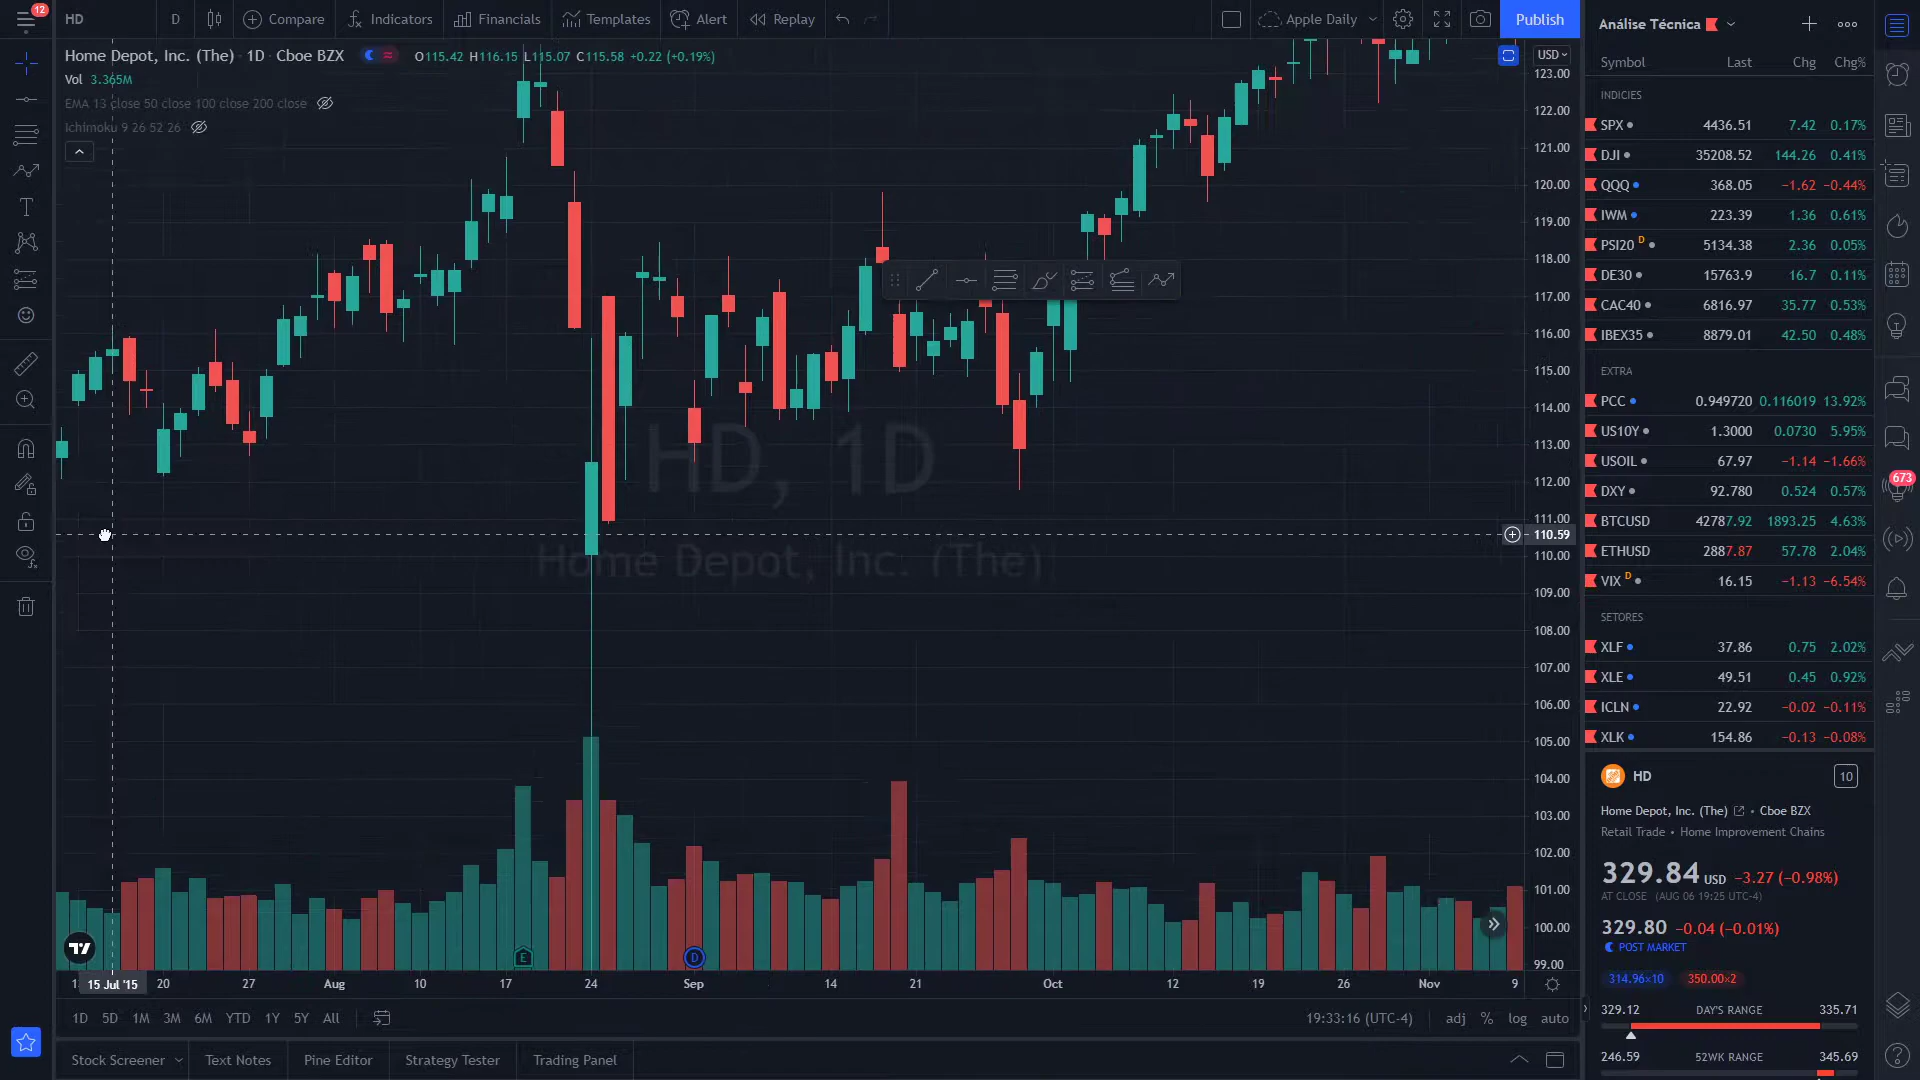 12
HD D Compare Indicators Financials Templates Alert Replay Apple Daily Publish
Home Depot, Inc. (The) · 1D · Cboe BZX O115.42 H116.15 L115.07 C115.58 +0.22 (+0.19%)
Vol 3.365M
EMA 13 close 50 close 100 close 200 close
Ichimoku 9 26 52 26
HD, 1D
Home Depot, Inc. (The)
USD
123.00
122.00
121.00
120.00
119.00
118.00
117.00
116.00
115.00
114.00
113.00
112.00
111.00
110.59
110.00
109.00
108.00
107.00
106.00
105.00
104.00
103.00
102.00
101.00
100.00
99.00
E D
15 Jul '15 20 27 Aug 10 17 24 Sep 14 21 Oct 12 19 26 Nov 9
1D 5D 1M 3M 6M YTD 1Y 5Y All 19:33:16 (UTC-4) adj % log auto
Stock Screener Text Notes Pine Editor Strategy Tester Trading Panel
Análise Técnica
Symbol Last Chg Chg%
INDICIES
SPX 4436.51 7.42 0.17%
DJI 35208.52 144.26 0.41%
QQQ 368.05 −1.62 −0.44%
IWM 223.39 1.36 0.61%
PSI20 D 5134.38 2.36 0.05%
DE30 15763.9 16.7 0.11%
CAC40 6816.97 35.77 0.53%
IBEX35 8879.01 42.50 0.48%
EXTRA
PCC 0.949720 0.116019 13.92%
US10Y 1.3000 0.0730 5.95%
USOIL 67.97 −1.14 −1.66%
DXY 92.780 0.524 0.57%
BTCUSD 42787.92 1893.25 4.63%
ETHUSD 2887.87 57.78 2.04%
VIX D 16.15 −1.13 −6.54%
SETORES
XLF 37.86 0.75 2.02%
XLE 49.51 0.45 0.92%
ICLN 22.92 −0.02 −0.11%
XLK 154.86 −0.13 −0.08%
HD 10
Home Depot, Inc. (The) • Cboe BZX
Retail Trade • Home Improvement Chains
329.84 USD −3.27 (−0.98%)
AT CLOSE (AUG 06 19:25 UTC-4)
329.80 −0.04 (−0.01%)
POST MARKET
314.96×10 350.00×2
329.12 DAY'S RANGE 335.71
246.59 52WK RANGE 345.69
673